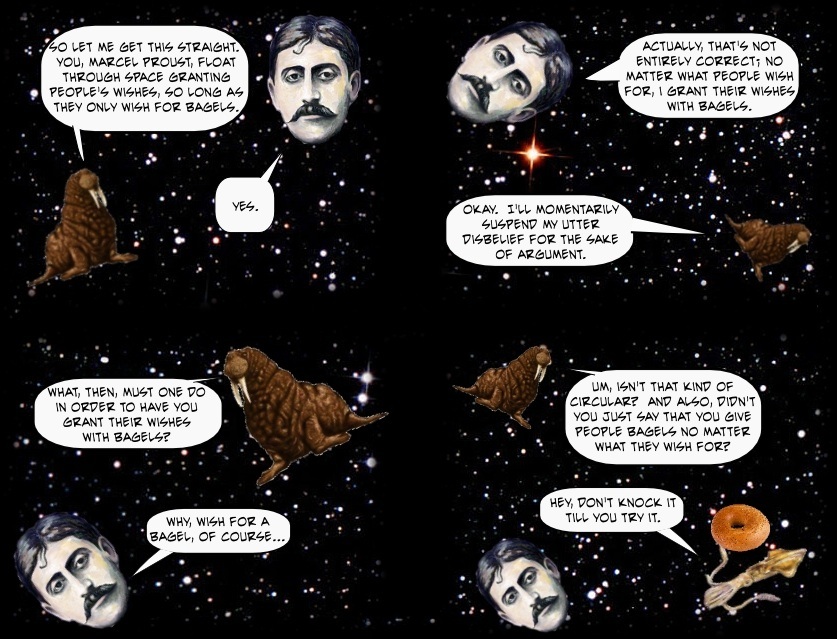 SO LET ME GET THIS STRAIGHT.
YOU, MARCEL PROUST, FLOAT
THROUGH SPACE GRANTING
PEOPLE'S WISHES, SO LONG AS
THEY ONLY WISH FOR BAGELS.
YES.
ACTUALLY, THAT'S NOT
ENTIRELY CORRECT; NO
MATTER WHAT PEOPLE WISH
FOR, I GRANT THEIR WISHES
WITH BAGELS.
OKAY. I'LL MOMENTARILY
SUSPEND MY UTTER
DISBELIEF FOR THE SAKE
OF ARGUMENT.
WHAT, THEN, MUST ONE DO
IN ORDER TO HAVE YOU
GRANT THEIR WISHES
WITH BAGELS?
WHY, WISH FOR A
BAGEL, OF COURSE...
UM, ISN'T THAT KIND OF
CIRCULAR? AND ALSO, DIDN'T
YOU JUST SAY THAT YOU GIVE
PEOPLE BAGELS NO MATTER
WHAT THEY WISH FOR?
HEY, DON'T KNOCK IT
TILL YOU TRY IT.